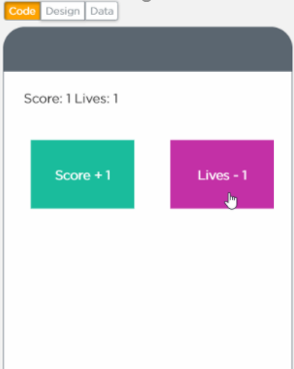 Code Design Data
Score: 1 Lives: 1
Score + 1 Lives - 1